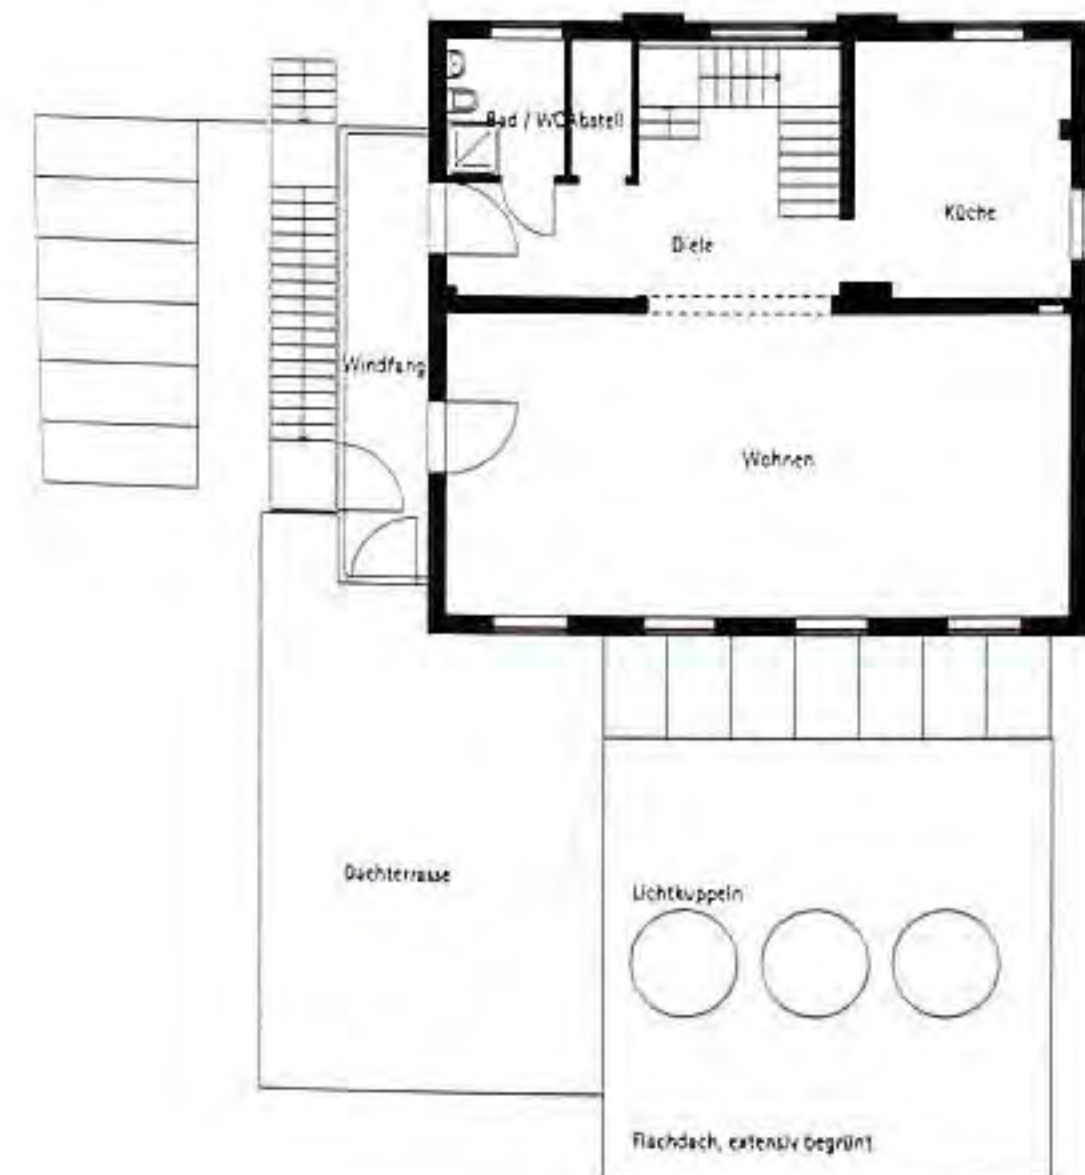 Bad / WC
Abstell
Küche
Diele
Windfang
Wohnen
Dachterrasse
Lichtkuppeln
Flachdach, extensiv begrünt